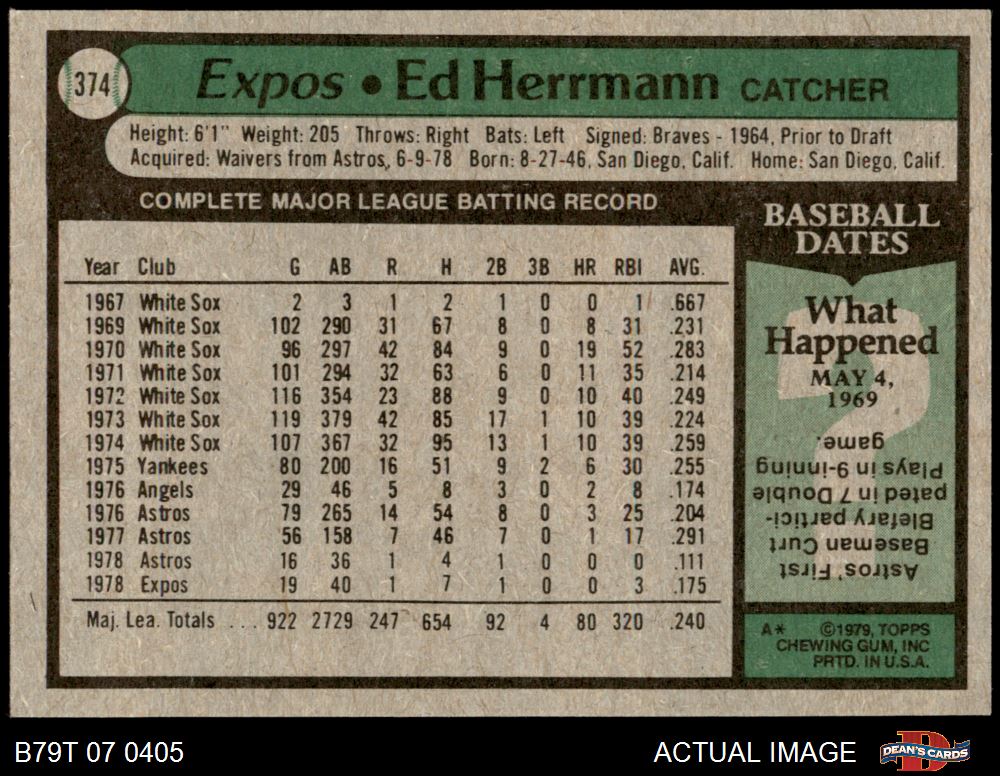 374
Expos • Ed Herrmann CATCHER
Height: 6'1" Weight: 205 Throws: Right Bats: Left Signed: Braves - 1964, Prior to Draft
Acquired: Waivers from Astros, 6-9-78 Born: 8-27-46, San Diego, Calif. Home: San Diego, Calif.
COMPLETE MAJOR LEAGUE BATTING RECORD
Year Club G AB R H 2B 3B HR RBI AVG.
1967 White Sox 2 3 1 2 1 0 0 1 .667
1969 White Sox 102 290 31 67 8 0 8 31 .231
1970 White Sox 96 297 42 84 9 0 19 52 .283
1971 White Sox 101 294 32 63 6 0 11 35 .214
1972 White Sox 116 354 23 88 9 0 10 40 .249
1973 White Sox 119 379 42 85 17 1 10 39 .224
1974 White Sox 107 367 32 95 13 1 10 39 .259
1975 Yankees 80 200 16 51 9 2 6 30 .255
1976 Angels 29 46 5 8 3 0 2 8 .174
1976 Astros 79 265 14 54 8 0 3 25 .204
1977 Astros 56 158 7 46 7 0 1 17 .291
1978 Astros 16 36 1 4 1 0 0 0 .111
1978 Expos 19 40 1 7 1 0 0 3 .175
Maj. Lea. Totals ... 922 2729 247 654 92 4 80 320 .240
BASEBALL
DATES
What
Happened
MAY 4,
1969
Astros'. First
Baseman Curt
Blefary partici-
pated in 7 Double
Plays in 9-inning
game.
A* ©1979, TOPPS
CHEWING GUM, INC
PRTD. IN U.S.A.
B79T 07 0405
ACTUAL IMAGE
DEAN'S CARDS